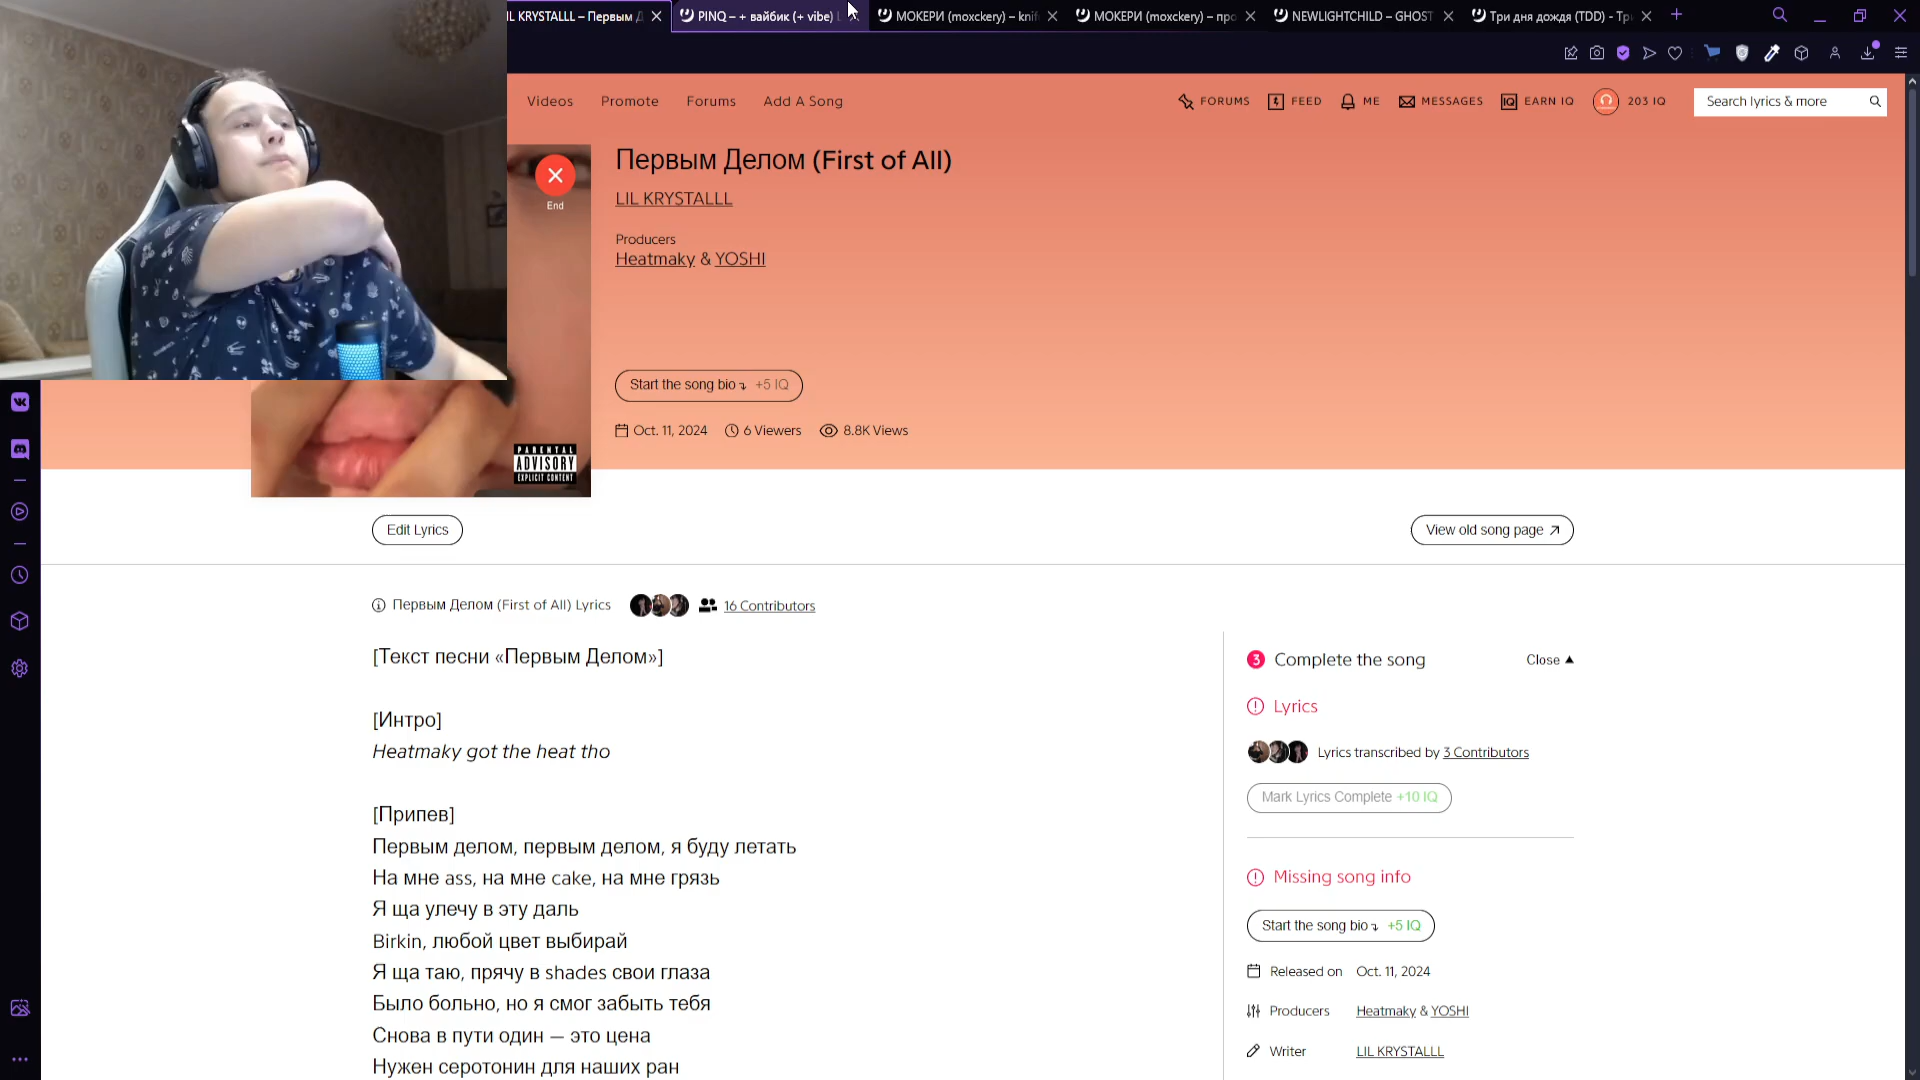 IL KRYSTALLL – Первым Д
PINQ – + вайбик (+ vibe) L
МОКЕРИ (moxckery) – knif
МОКЕРИ (moxckery) – про
NEWLIGHTCHILD – GHOST
Три дня дождя (TDD) - Тр
Videos
Promote
Forums
Add A Song
FORUMS
FEED
ME
MESSAGES
IQ
EARN IQ
203 IQ
Search lyrics & more
End
Первым Делом (First of All)
LIL KRYSTALLL
Producers
Heatmaky & YOSHI
Start the song bio +5 IQ
Oct. 11, 2024
6 Viewers
8.8K Views
PARENTAL
ADVISORY
EXPLICIT CONTENT
Edit Lyrics
View old song page
Первым Делом (First of All) Lyrics
16 Contributors
[Текст песни «Первым Делом»]
[Интро]
Heatmaky got the heat tho
[Припев]
Первым делом, первым делом, я буду летать
На мне ass, на мне cake, на мне грязь
Я ща улечу в эту даль
Birkin, любой цвет выбирай
Я ща таю, прячу в shades свои глаза
Было больно, но я смог забыть тебя
Снова в пути один — это цена
Нужен серотонин для наших ран
3 Complete the song
Close
Lyrics
Lyrics transcribed by 3 Contributors
Mark Lyrics Complete +10 IQ
Missing song info
Start the song bio +5 IQ
Released on Oct. 11, 2024
Producers Heatmaky & YOSHI
Writer LIL KRYSTALLL